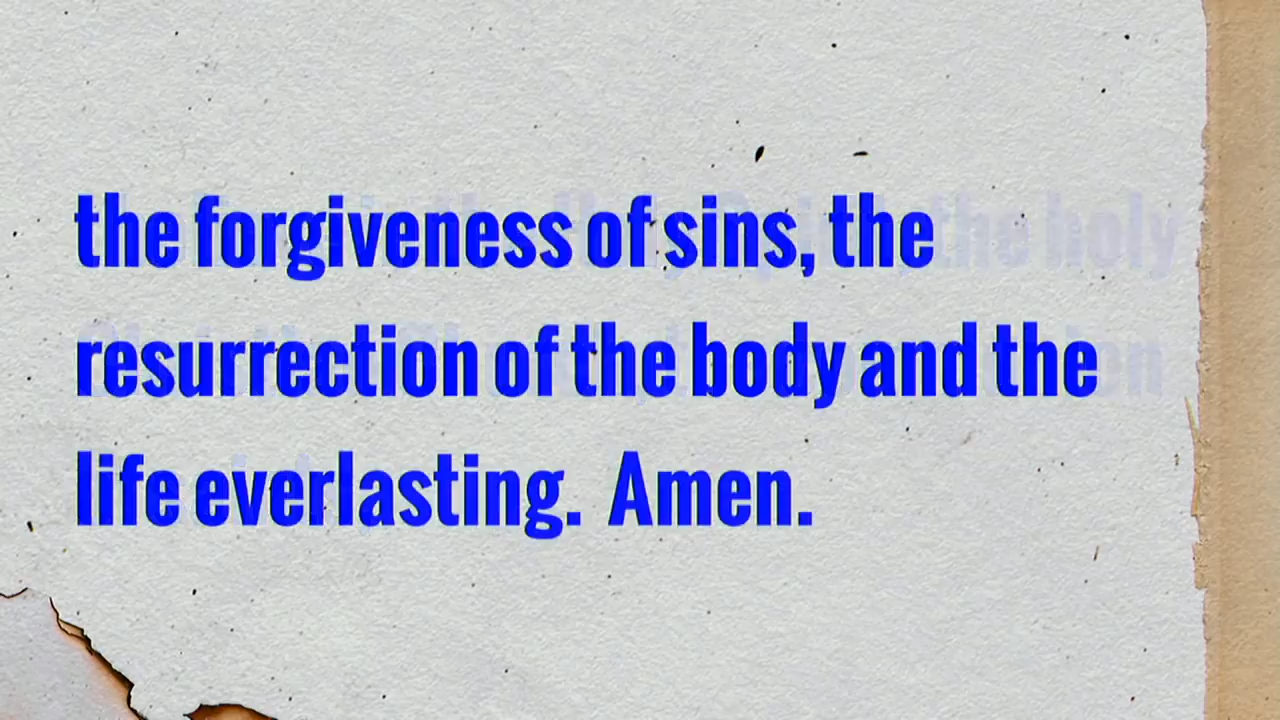 the forgiveness of sins, the
resurrection of the body and the
life everlasting.  Amen.